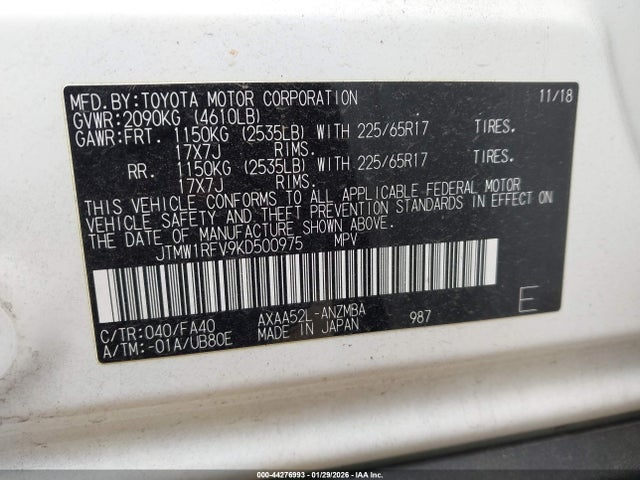 MFD.BY:TOYOTA MOTOR CORPORATION 11/18
GVWR:2090KG (4610LB)
GAWR:FRT. 1150KG (2535LB) WITH 225/65R17 TIRES.
17X7J RIMS.
RR. 1150KG (2535LB) WITH 225/65R17 TIRES.
17X7J RIMS.
THIS VEHICLE CONFORMS TO ALL APPLICABLE FEDERAL MOTOR
VEHICLE SAFETY AND THEFT PREVENTION STANDARDS IN EFFECT ON
THE DATE OF MANUFACTURE SHOWN ABOVE.
JTMW1RFV9KD500975 MPV
C/TR:040/FA40 AXAA52L-ANZMBA 987 E
A/TM:-01A/UB80E MADE IN JAPAN
000-44276993 | 01/29/2026 | IAA Inc.